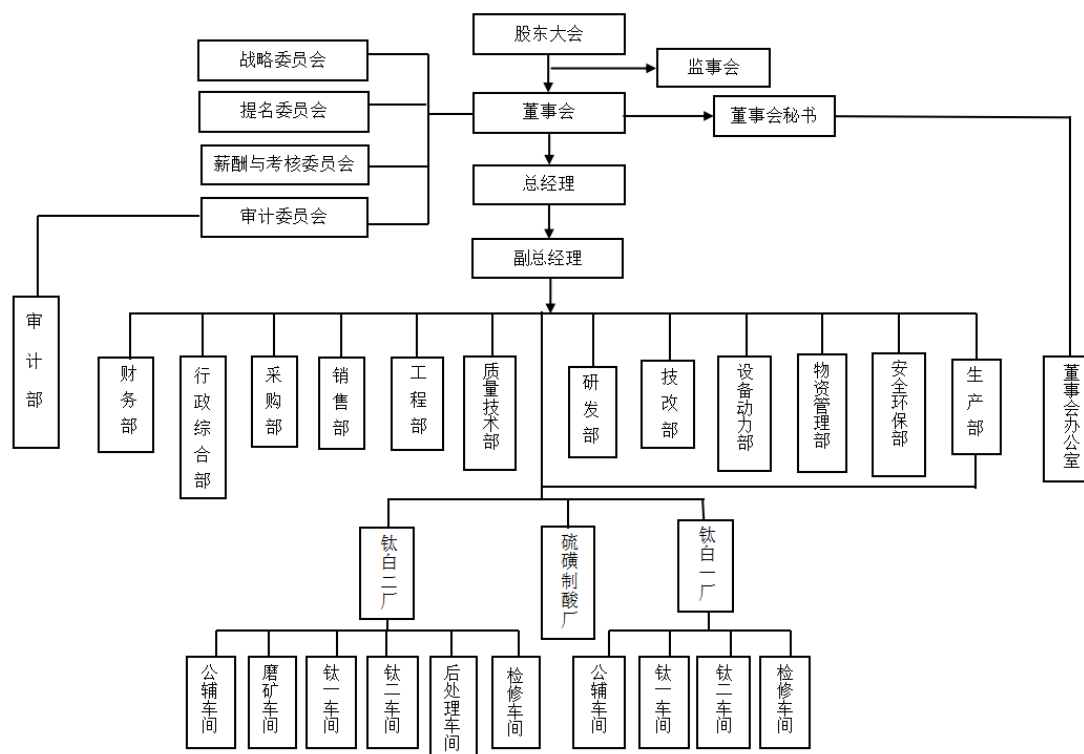 股东大会
战略委员会
监事会
提名委员会
董事会
董事会秘书
薪酬与考核委员会
总经理
审计委员会
副总经理
审计部
财务部
行政综合部
采购部
销售部
工程部
质量技术部
研发部
技改部
设备动力部
物资管理部
安全环保部
生产部
董事会办公室
钛白二厂
硫磺制酸厂
钛白一厂
公辅车间
磨矿车间
钛一车间
钛二车间
后处理车间
检修车间
公辅车间
钛一车间
钛二车间
检修车间